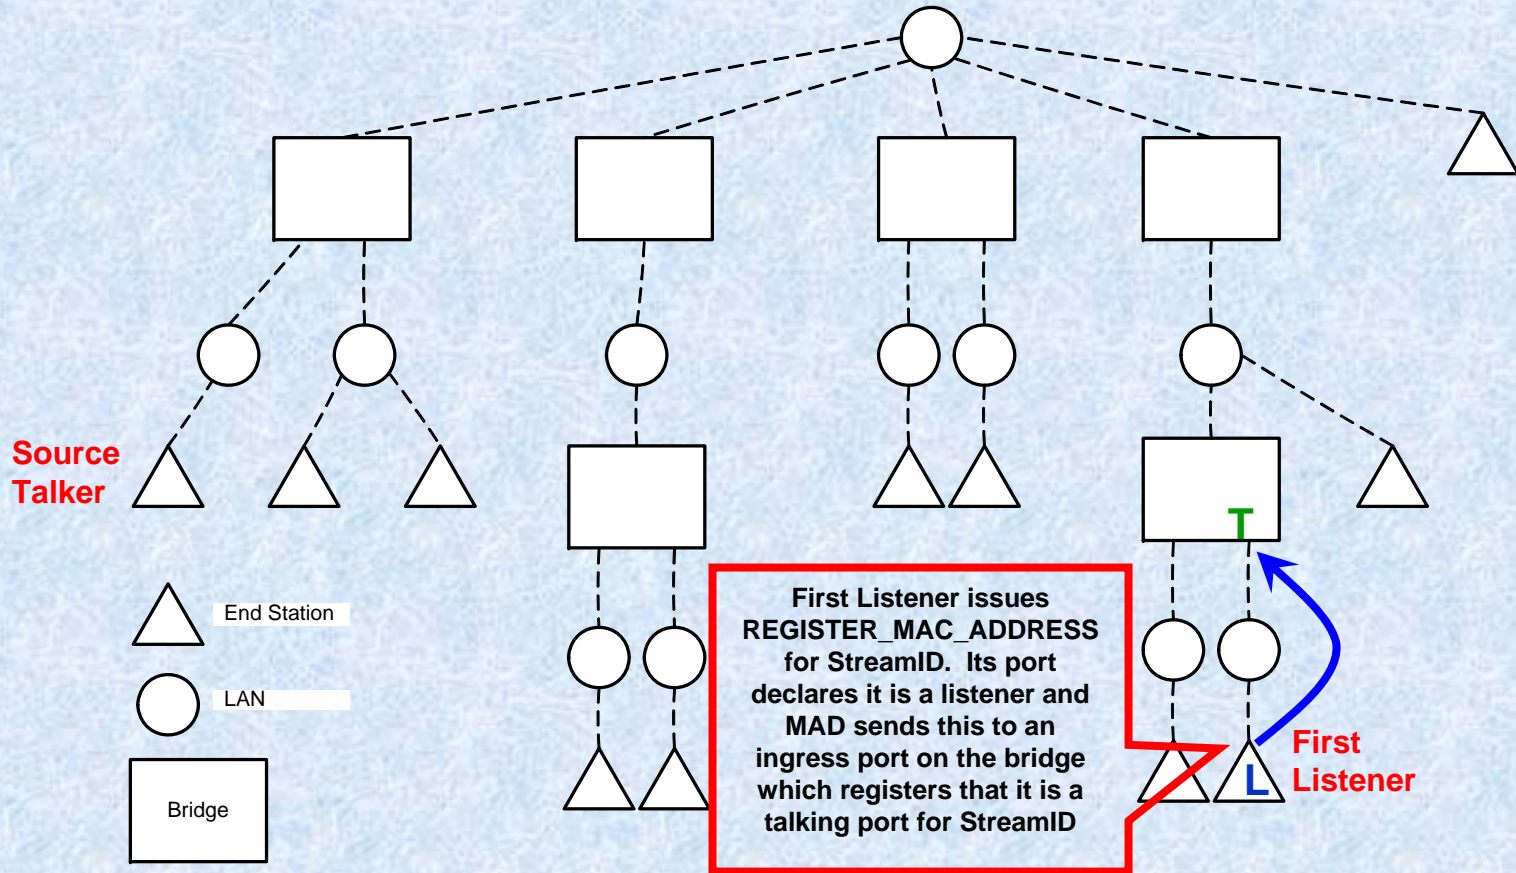 Source
Talker
T
First Listener issues
REGISTER_MAC_ADDRESS
for StreamID.  Its port
declares it is a listener and
MAD sends this to an
ingress port on the bridge
which registers that it is a
talking port for StreamID
L
First
Listener
End Station
LAN
Bridge